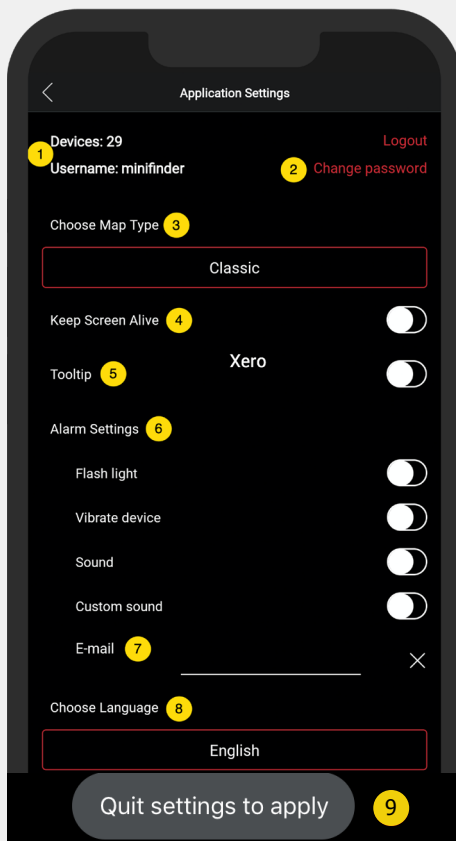 Application Settings
Devices: 29
Logout
1
Username: minifinder
2 Change password
Choose Map Type 3
Classic
Keep Screen Alive 4
Xero
Tooltip 5
Alarm Settings 6
Flash light
Vibrate device
Sound
Custom sound
E-mail 7
Choose Language 8
English
Quit settings to apply 9